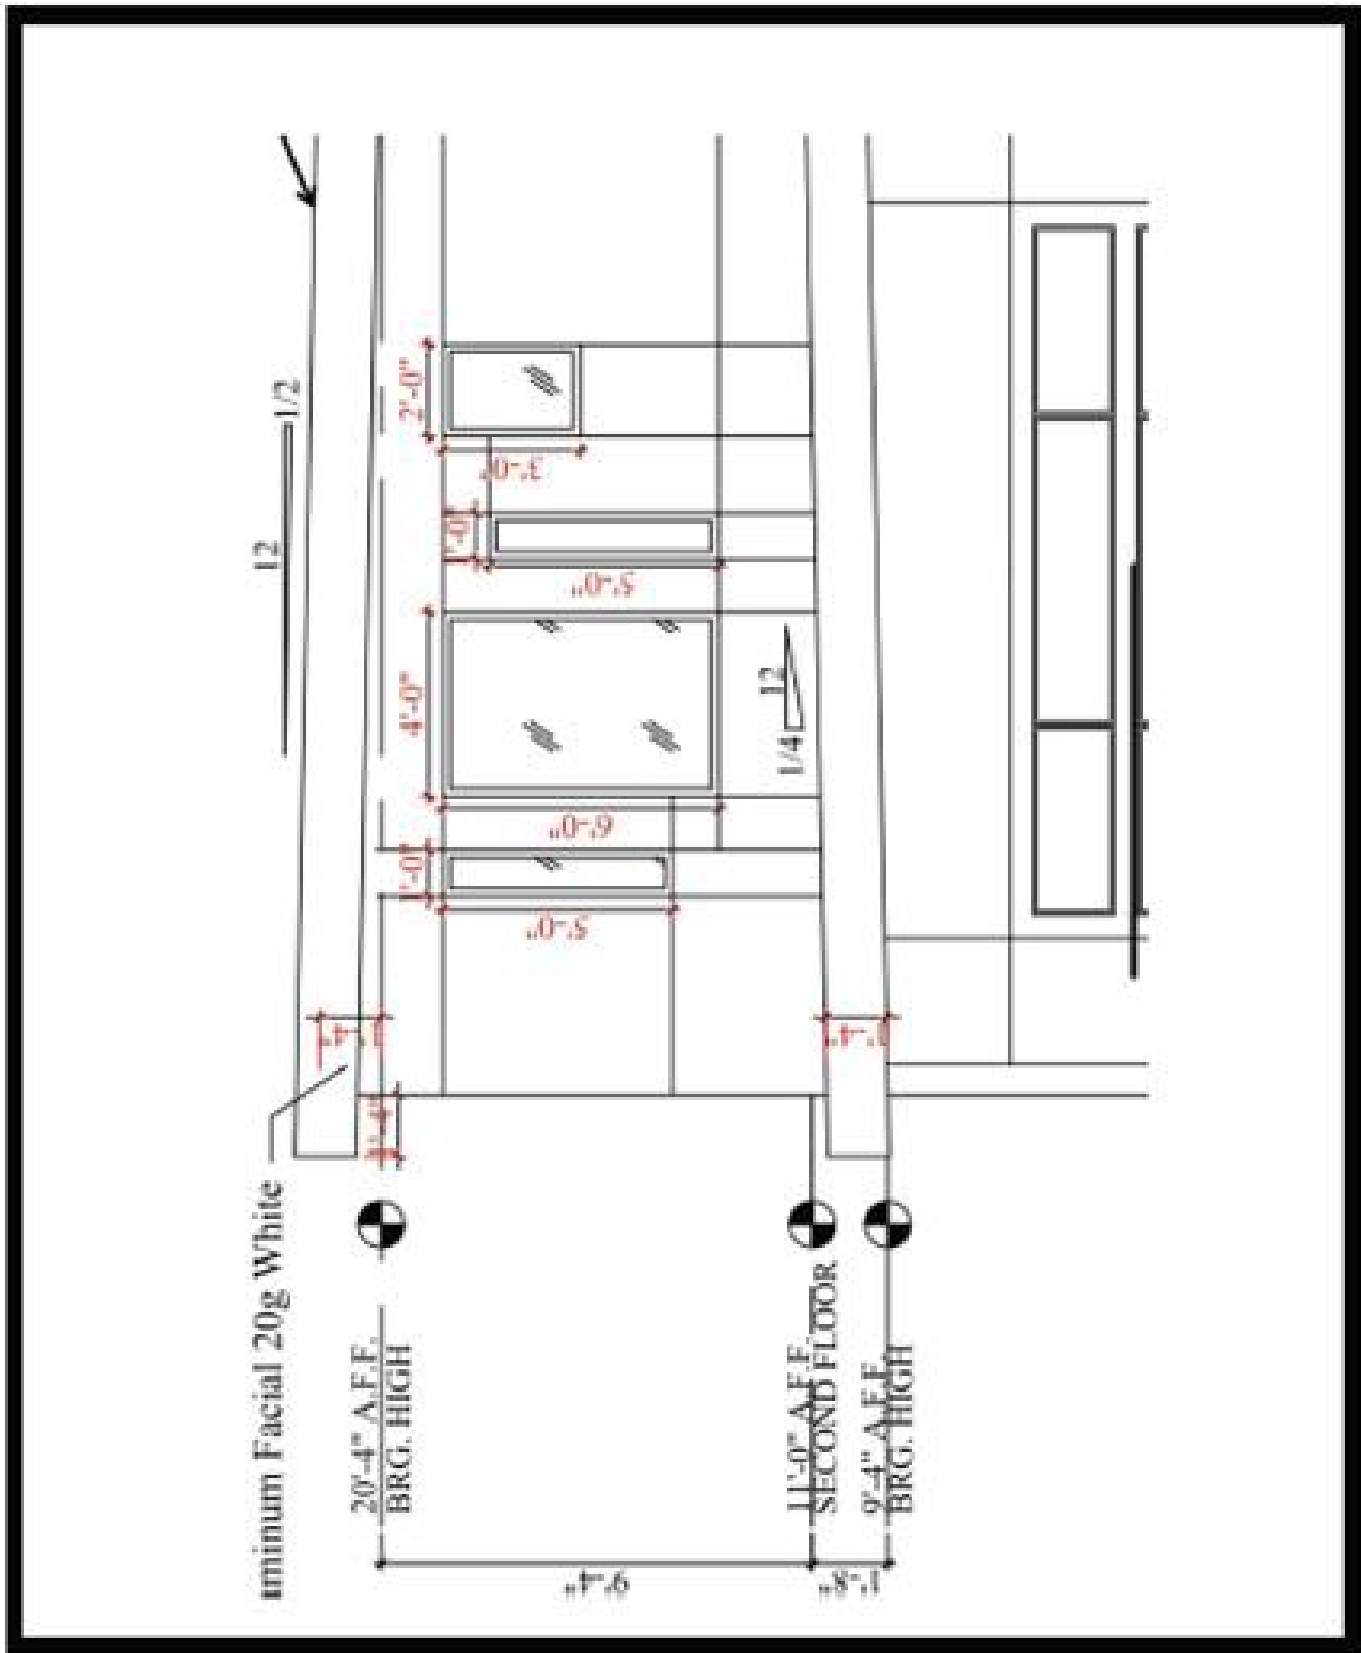 iminum Facial 20g White
20'-4" A.F.F.
BRG. HIGH
11'-0" A.F.F.
SECOND FLOOR
9'-4" A.F.F.
BRG. HIGH
9'-4"
1'-8"
12
1/2
1'-4"
1'-4"
1'-4"
1'-0"
5'-0"
4'-0"
6'-0"
1'-0"
5'-0"
2'-0"
3'-0"
12
1/4